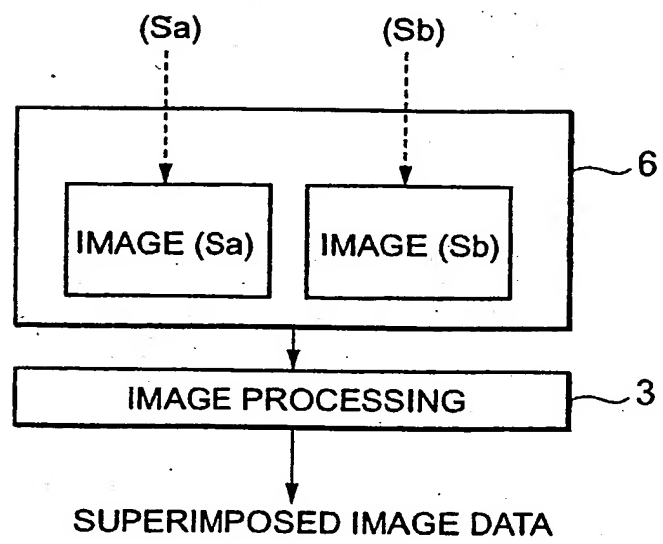 (Sa) (Sb)
6
IMAGE (Sa) IMAGE (Sb)
IMAGE PROCESSING 3
SUPERIMPOSED IMAGE DATA